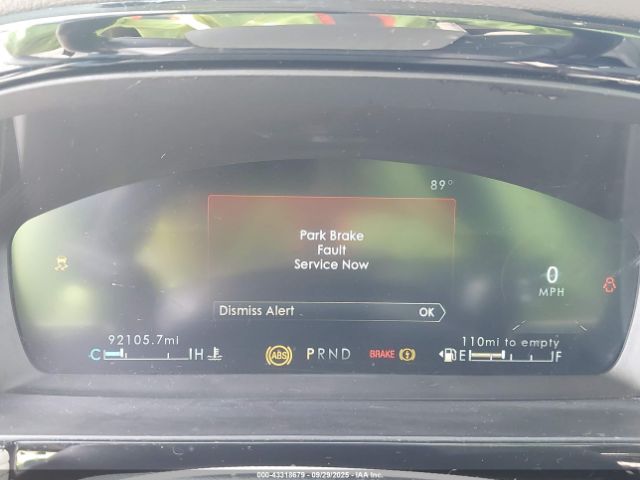 89°
Park Brake
Fault
Service Now
0
MPH
Dismiss Alert OK
92105.7mi
110mi to empty
C H
ABS
PRND
BRAKE
E F
000-43318679 - 09/29/2025 - IAA Inc.